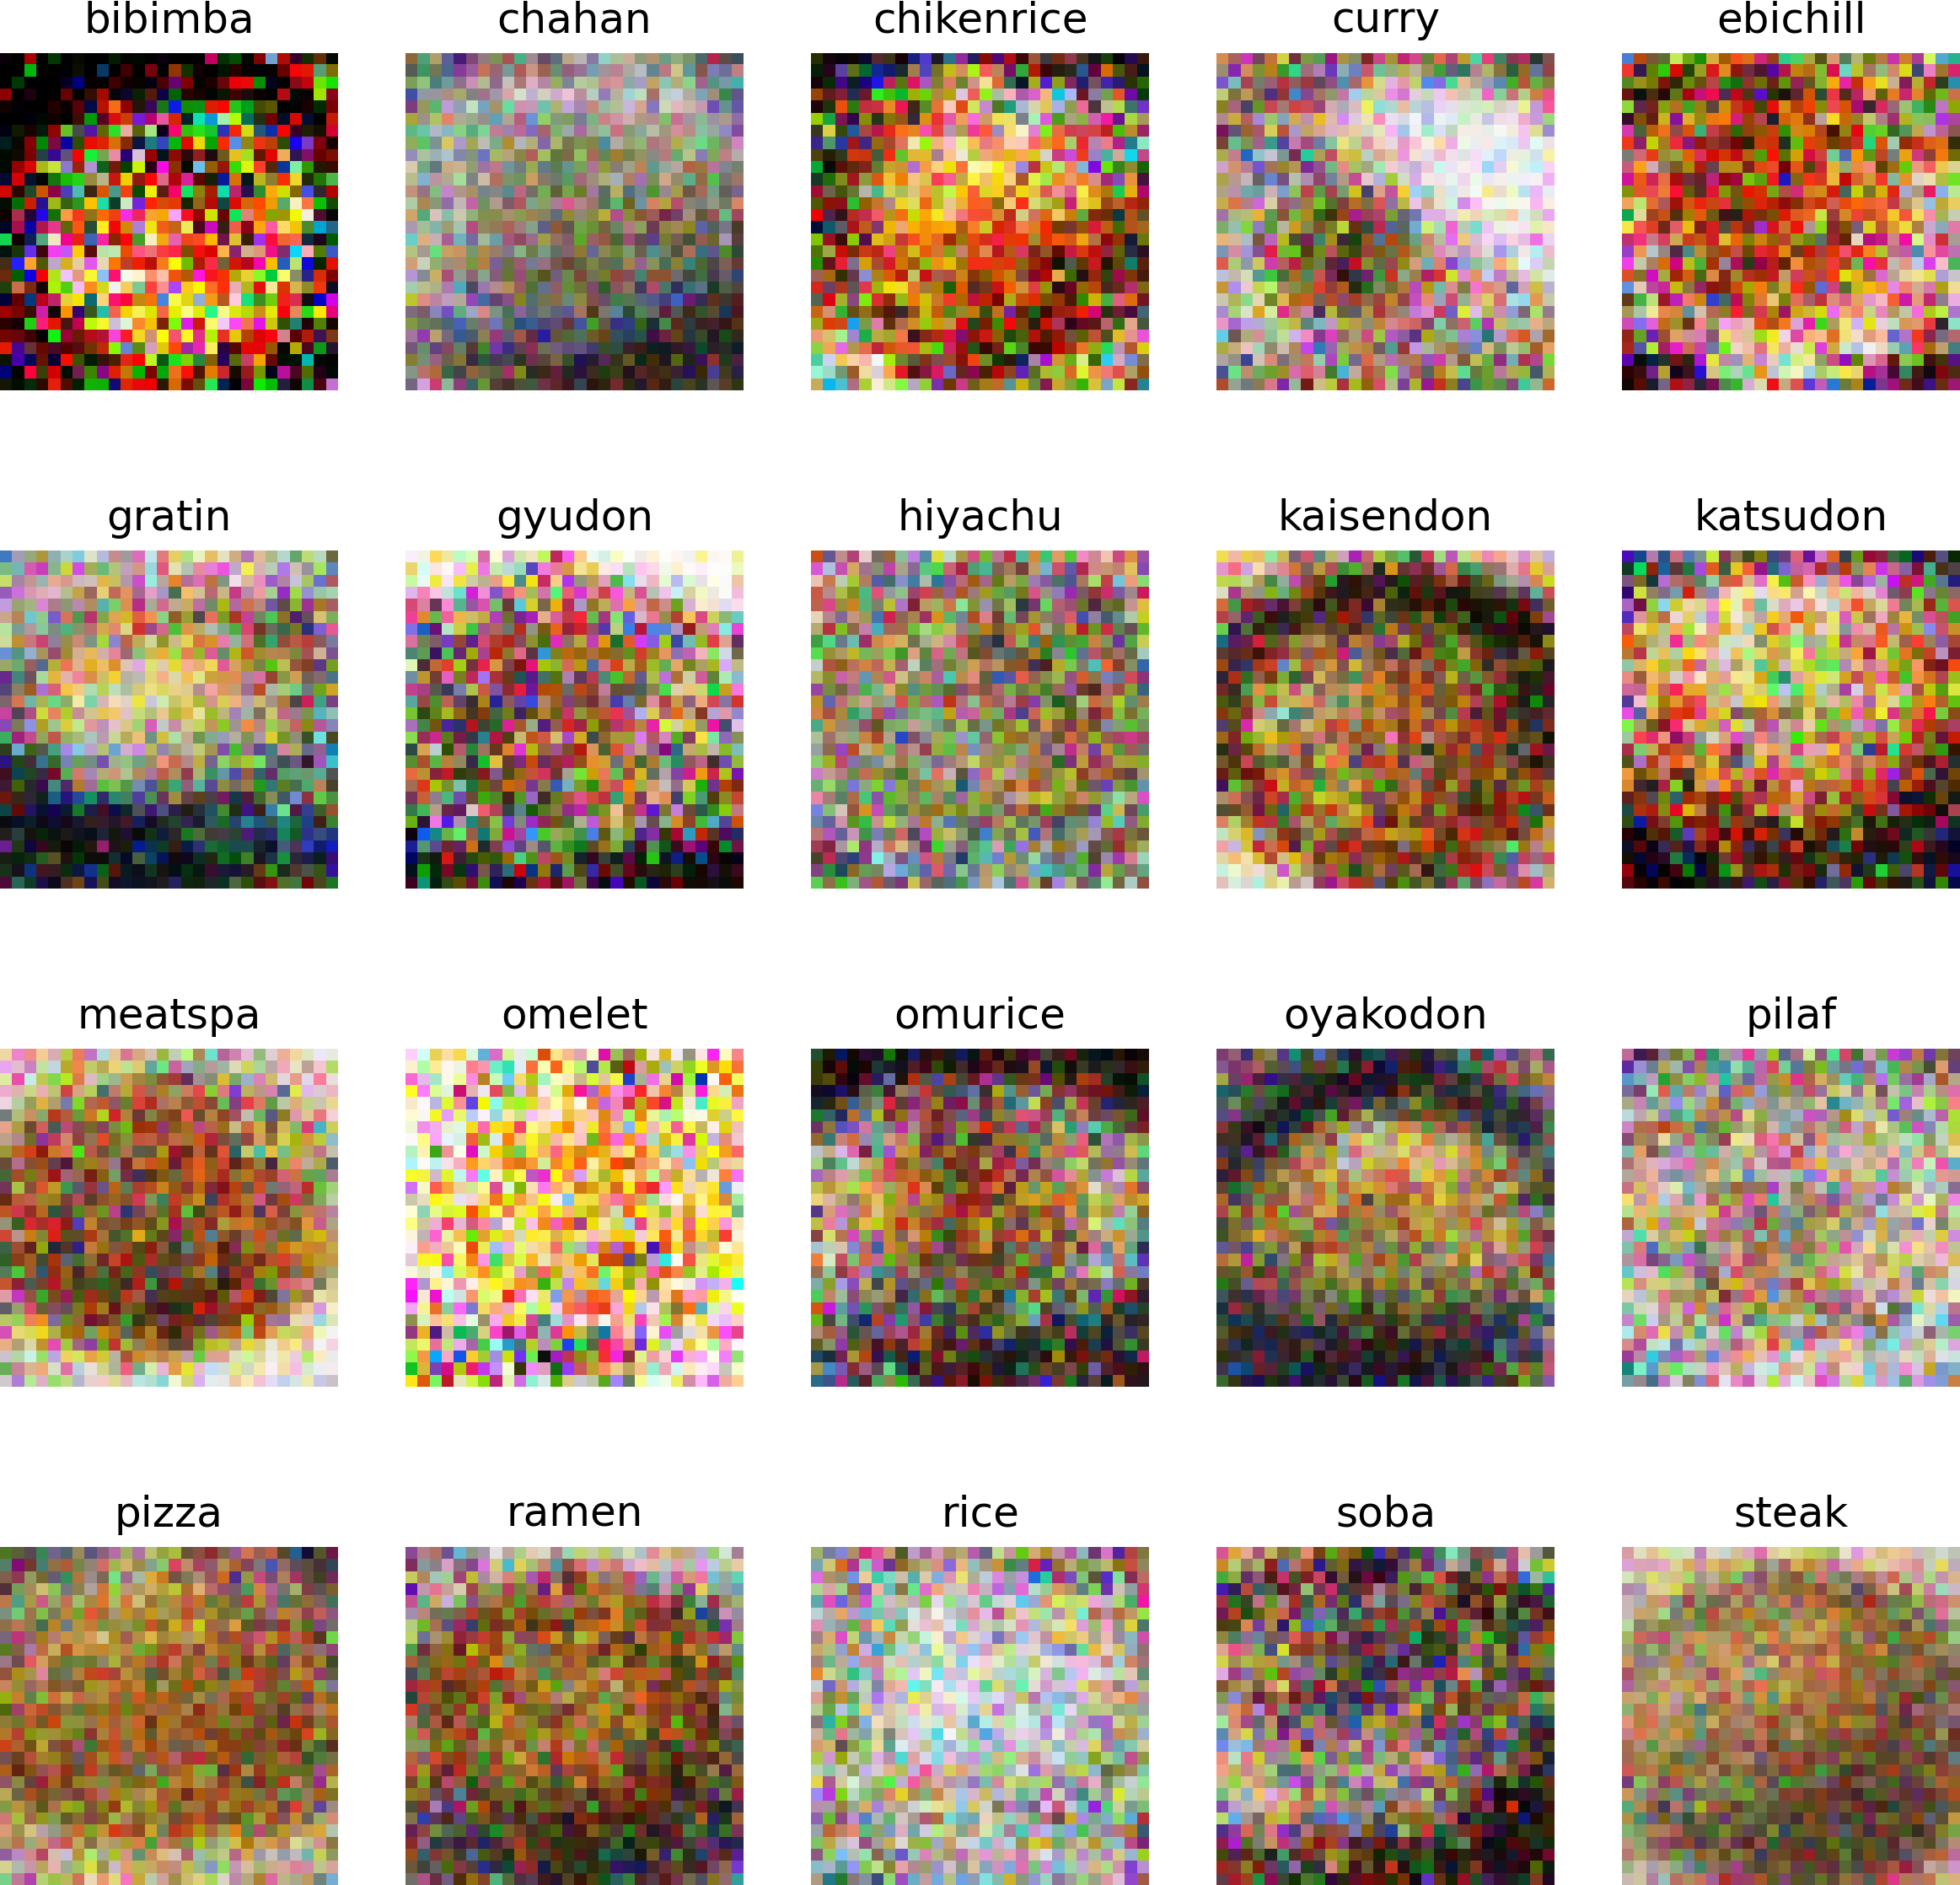 bibimba chahan chikenrice curry ebichill
gratin gyudon hiyachu kaisendon katsudon
meatspa omelet omurice oyakodon pilaf
pizza ramen rice soba steak